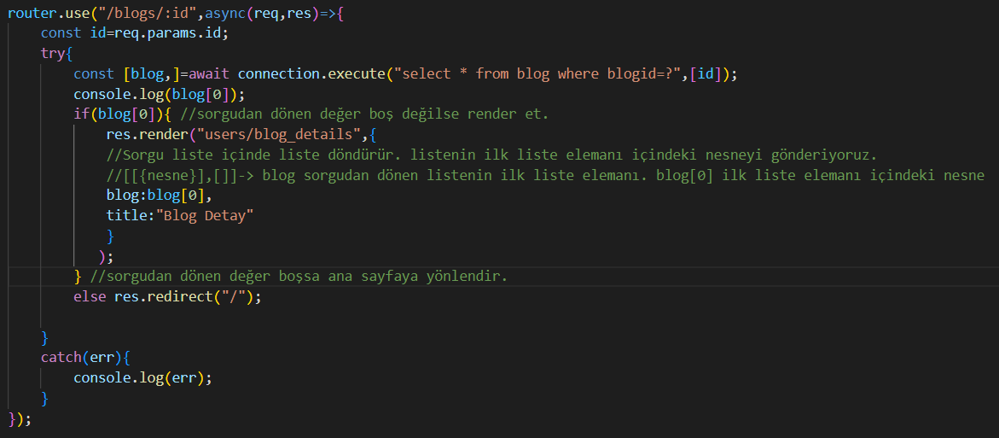 router.use("/blogs/:id",async(req,res)=>{
    const id=req.params.id;
    try{
        const [blog,]=await connection.execute("select * from blog where blogid=?",[id]);
        console.log(blog[0]);
        if(blog[0]){ //sorgudan dönen değer boş değilse render et.
            res.render("users/blog_details",{
            //Sorgu liste içinde liste döndürür. listenin ilk liste elemanı içindeki nesneyi gönderiyoruz.
            //[[{nesne}],[]]-> blog sorgudan dönen listenin ilk liste elemanı. blog[0] ilk liste elemanı içindeki nesne
            blog:blog[0],
            title:"Blog Detay"
            }
           );
        } //sorgudan dönen değer boşsa ana sayfaya yönlendir.
        else res.redirect("/");
    }
    catch(err){
        console.log(err);
    }
});